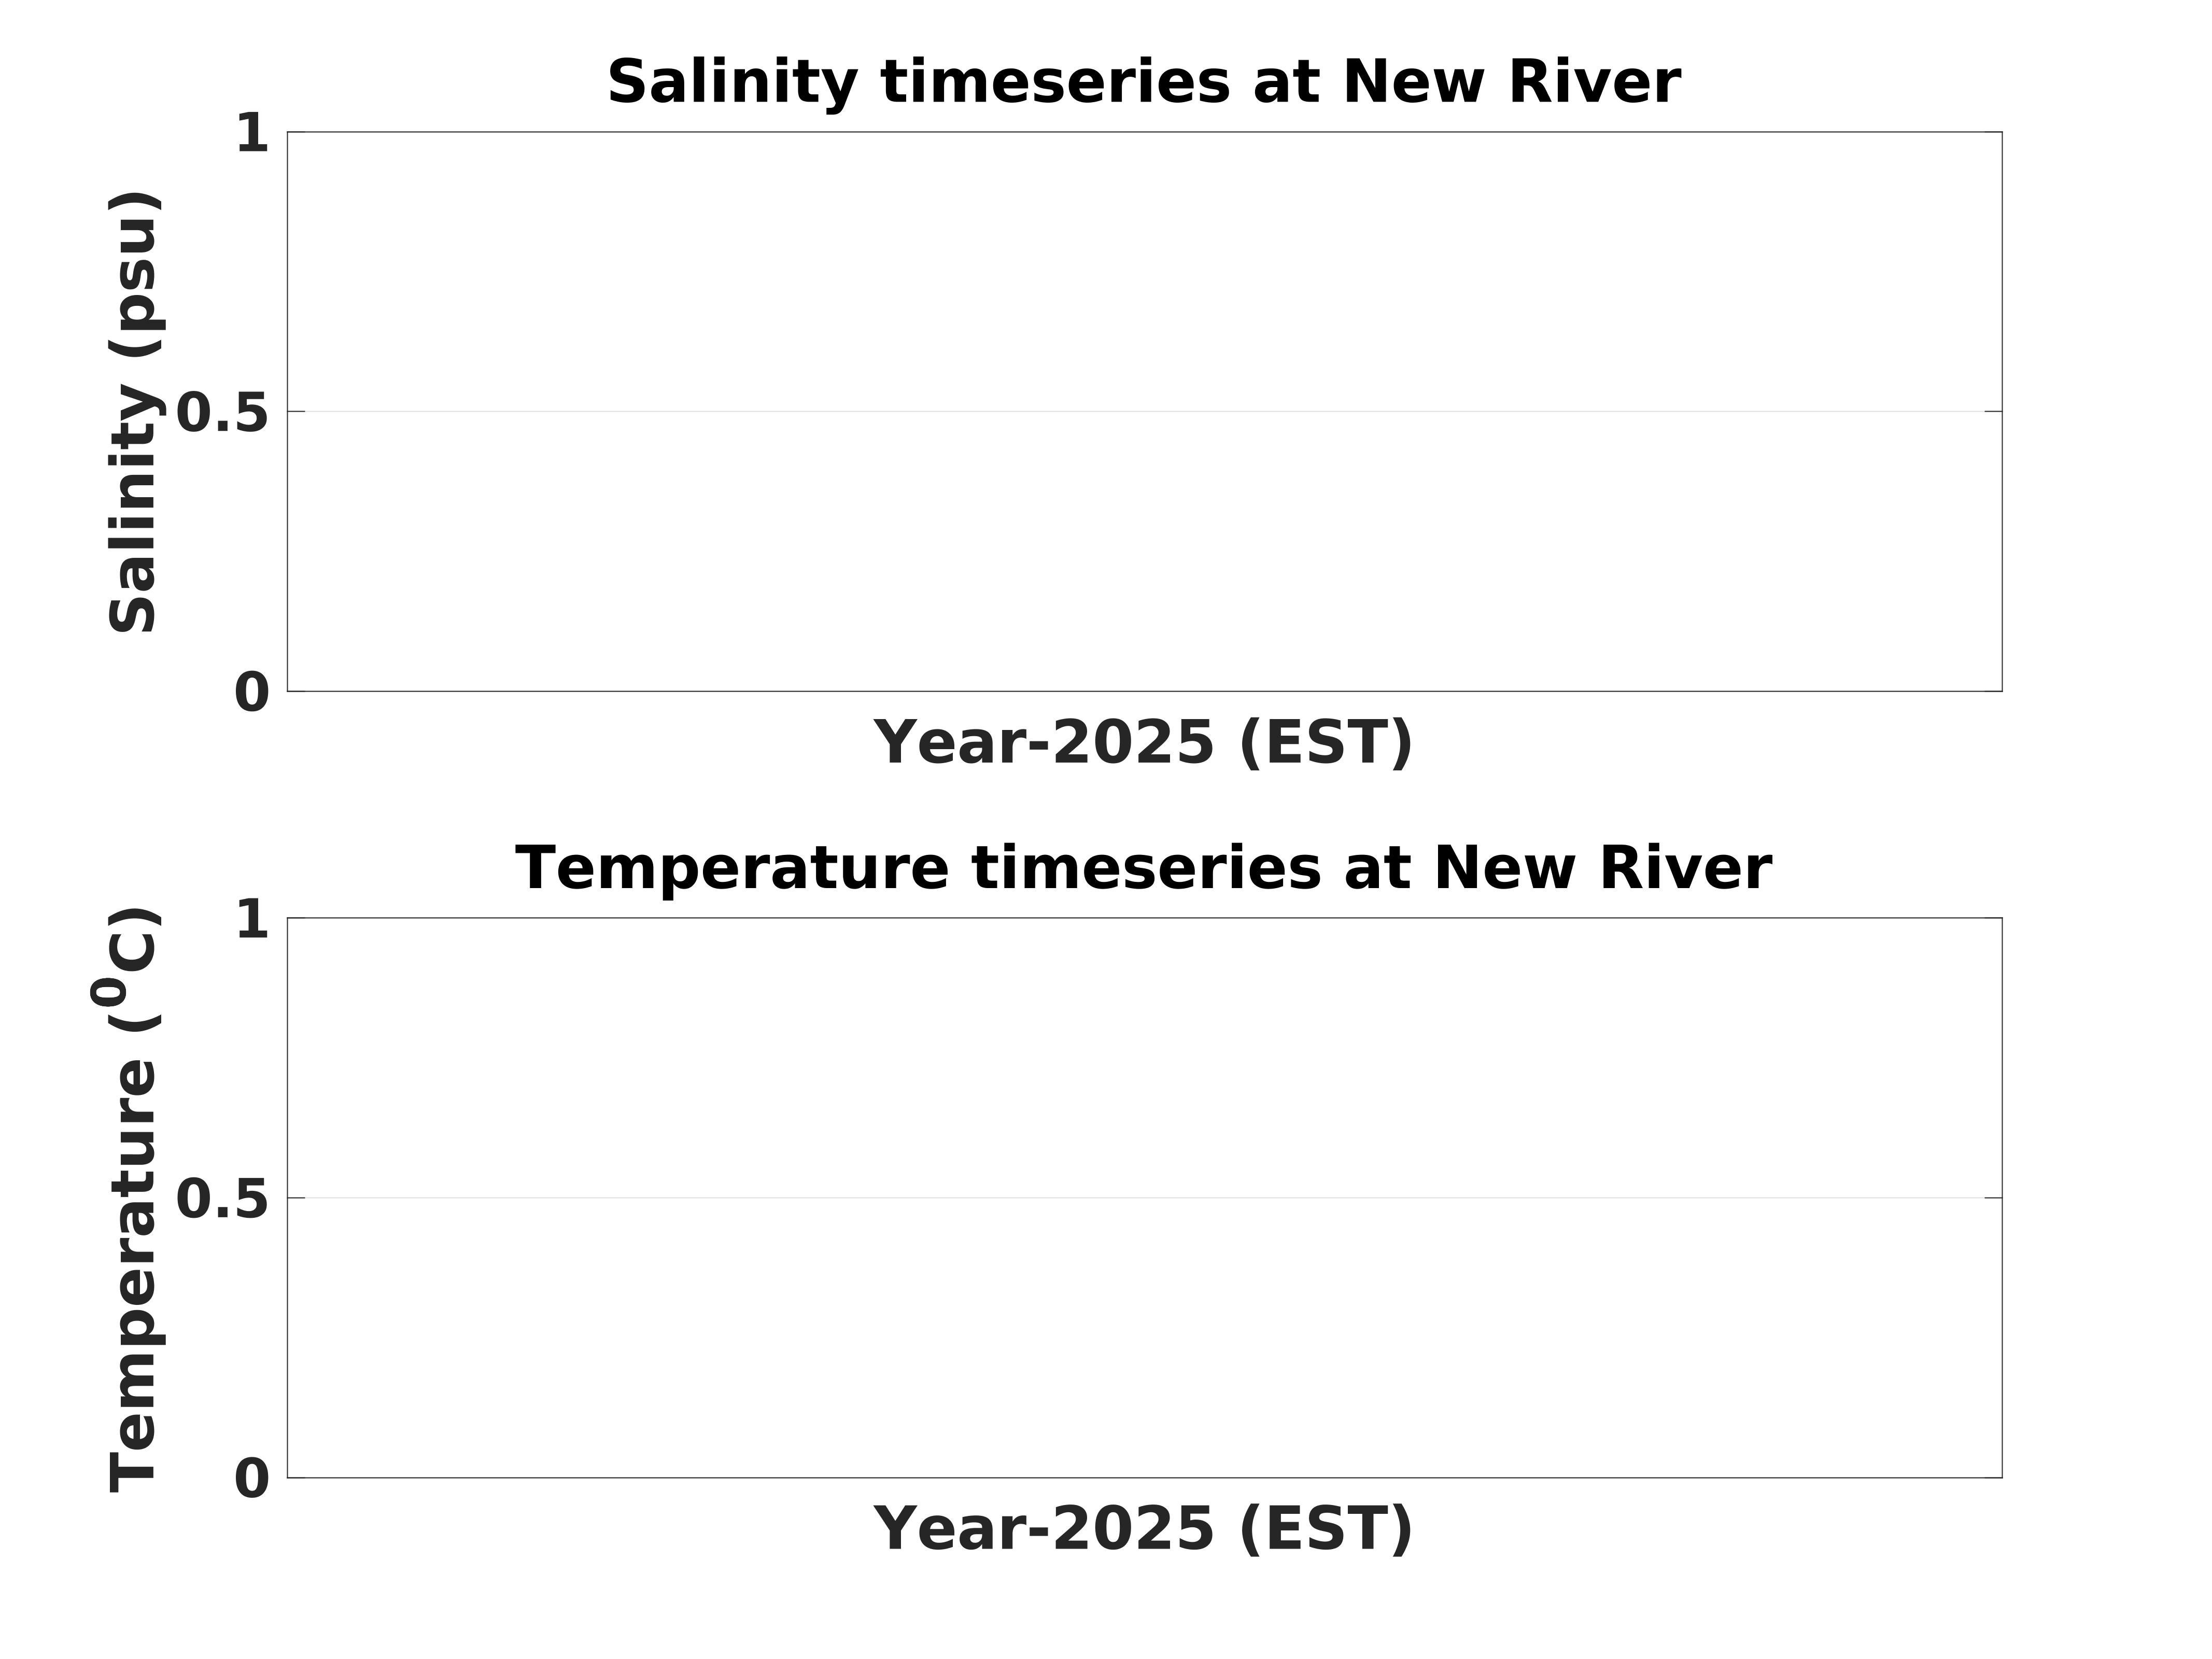 Salinity timeseries at New River
1
0.5
0
Salinity (psu)
Year-2025 (EST)
Temperature timeseries at New River
1
0.5
0
Temperature (⁰C)
Year-2025 (EST)